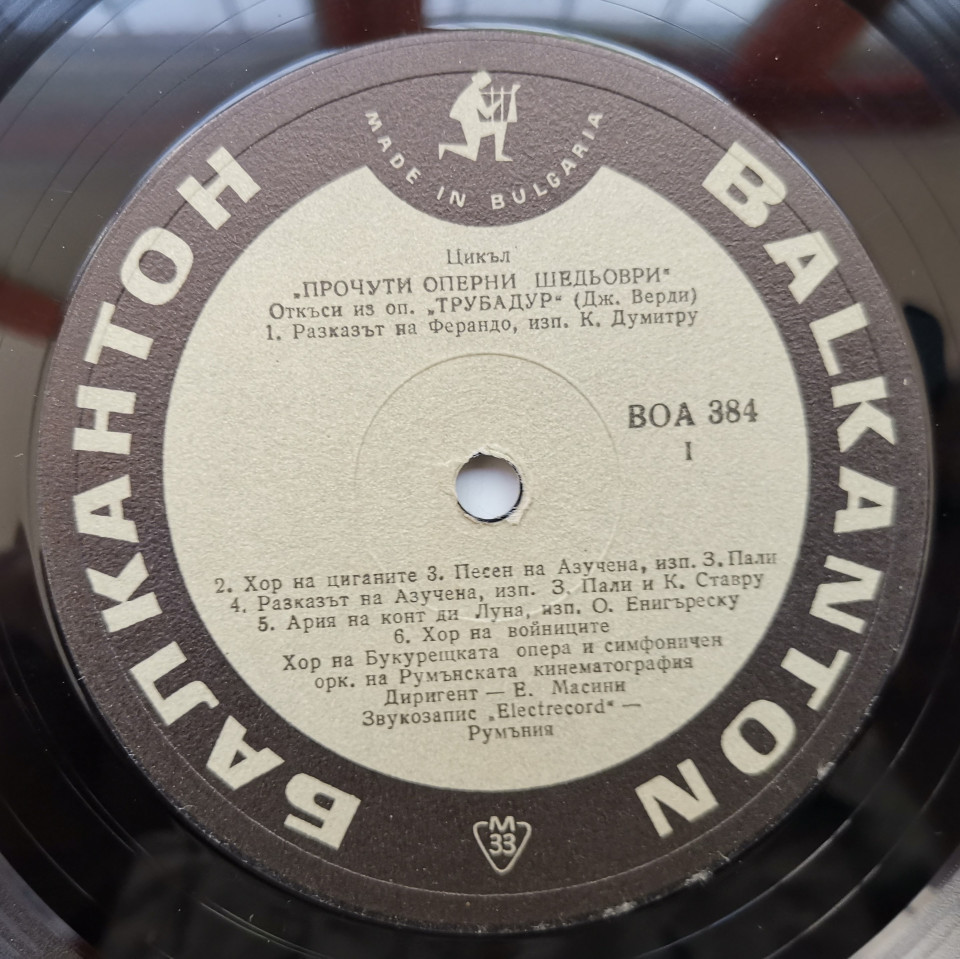 MADE IN BULGARIA
БАЛКАНТОН
BALKANTON
Цикъл
„ПРОЧУТИ ОПЕРНИ ШЕДЬОВРИ“
Откъси из оп. „ТРУБАДУР“ (Дж. Верди)
1. Разказът на Ферандо, изп. К. Думитру
ВОА 384
I
2. Хор на циганите 3. Песен на Азучена, изп. З. Пали
4. Разказът на Азучена, изп. З. Пали и К. Ставру
5. Ария на конт ди Луна, изп. О. Енигъреску
6. Хор на войниците
Хор на Букурещката опера и симфоничен
орк. на Румънската кинематография
Диригент — Е. Масини
Звукозапис „Electrecord“ —
Румъния
М
33